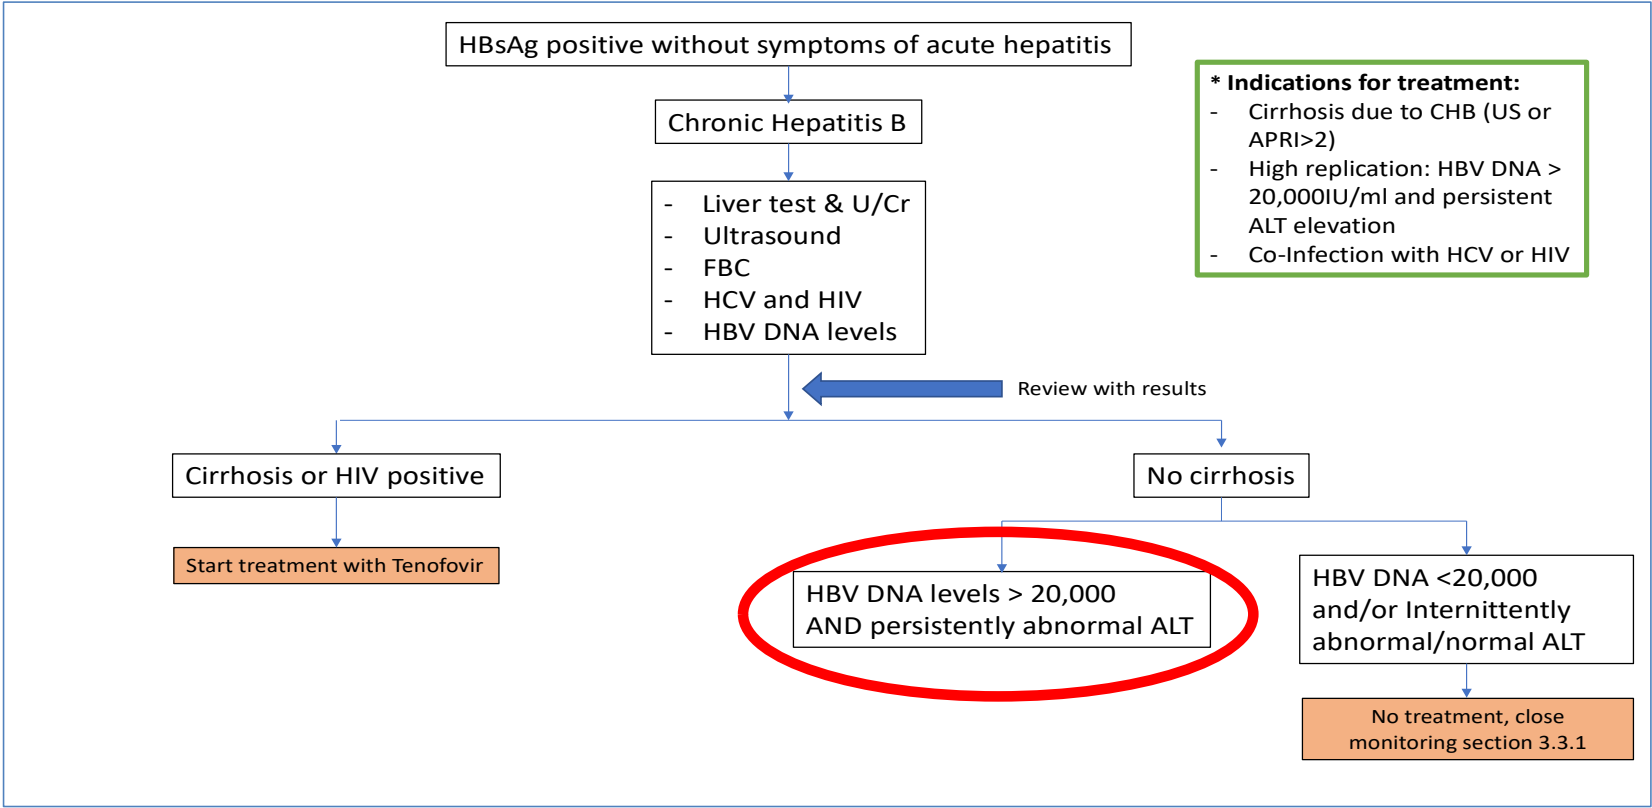 HBsAg positive without symptoms of acute hepatitis
* Indications for treatment:
- Cirrhosis due to CHB (US or
APRI>2)
- High replication: HBV DNA >
20,000IU/ml and persistent
ALT elevation
- Co-Infection with HCV or HIV
Chronic Hepatitis B
- Liver test & U/Cr
- Ultrasound
- FBC
- HCV and HIV
- HBV DNA levels
Review with results
Cirrhosis or HIV positive
No cirrhosis
Start treatment with Tenofovir
HBV DNA levels > 20,000
AND persistently abnormal ALT
HBV DNA <20,000
and/or Internittently
abnormal/normal ALT
No treatment, close
monitoring section 3.3.1